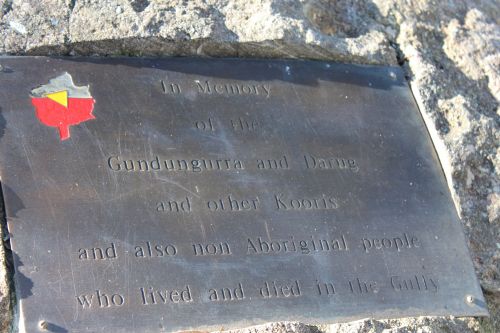 In Memory
of the
Gundungurra and Darug
and other Kooris
and also non Aboriginal people
who lived and died in the Gully